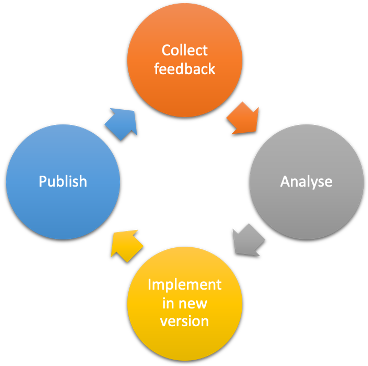 Collect
feedback
Analyse
Implement
in new
version
Publish